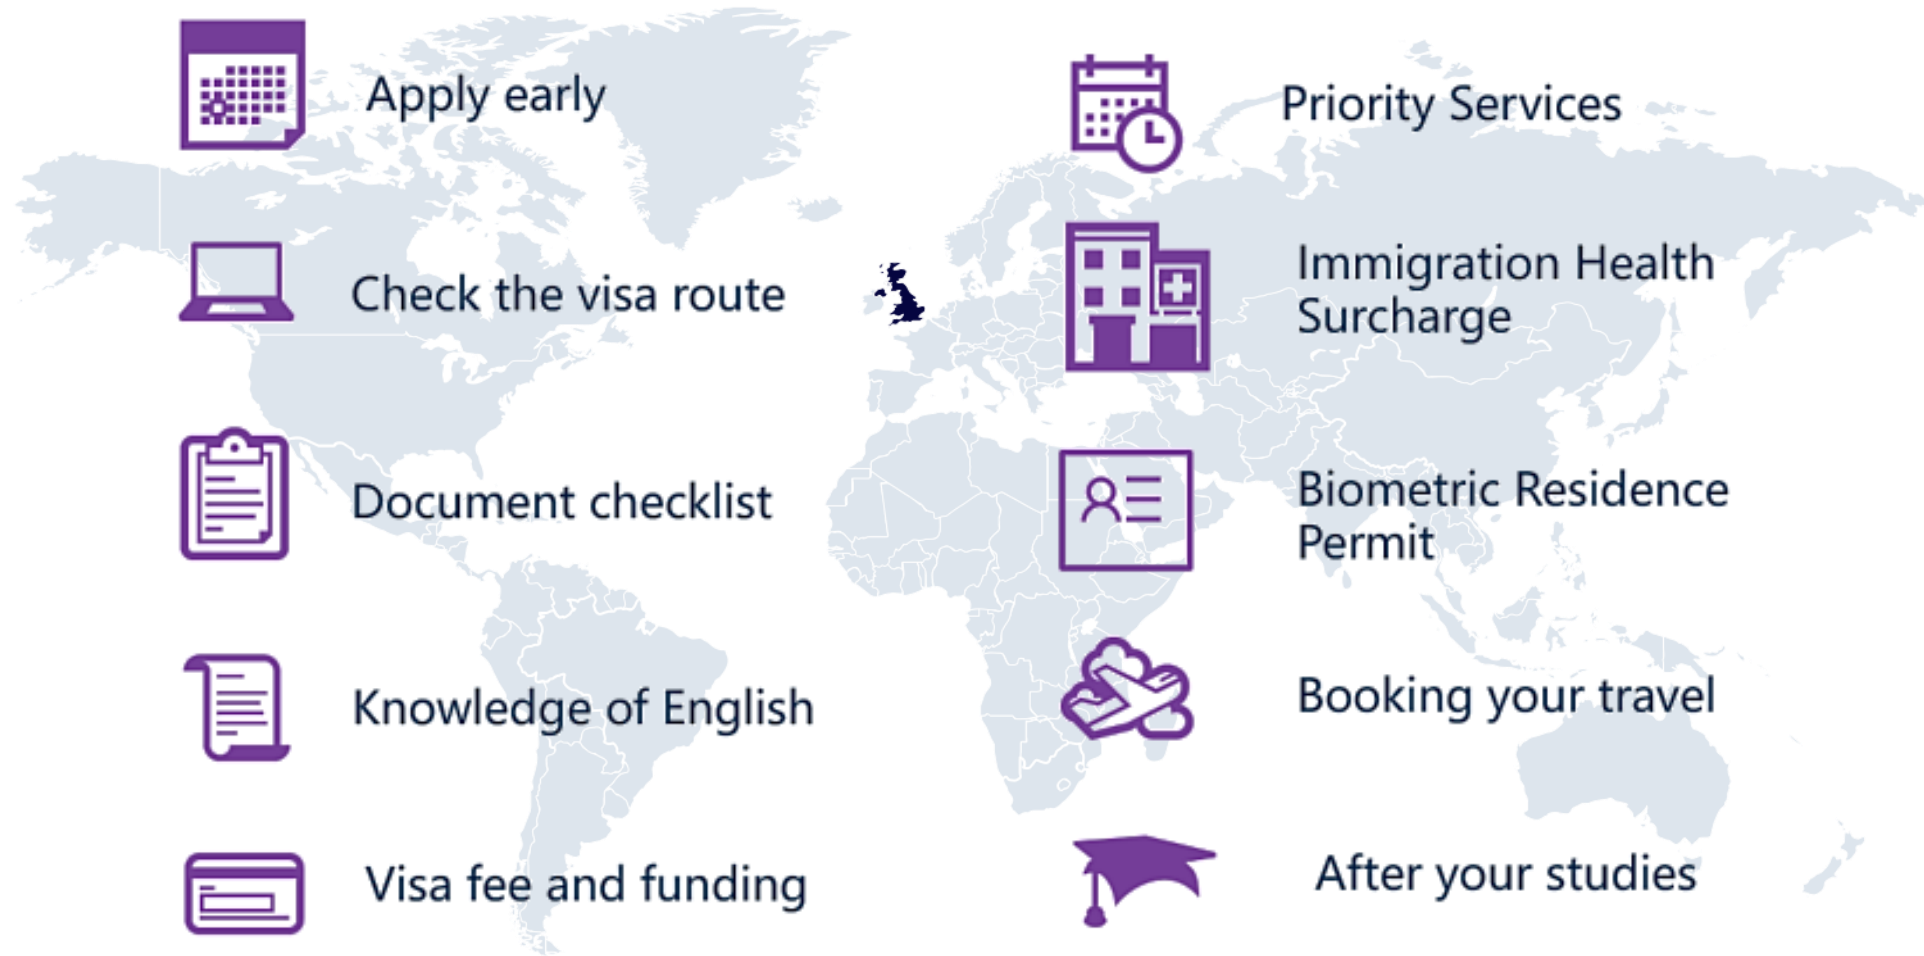 Apply early
Check the visa route
Document checklist
Knowledge of English
Visa fee and funding
Priority Services
Immigration Health
Surcharge
Biometric Residence
Permit
Booking your travel
After your studies